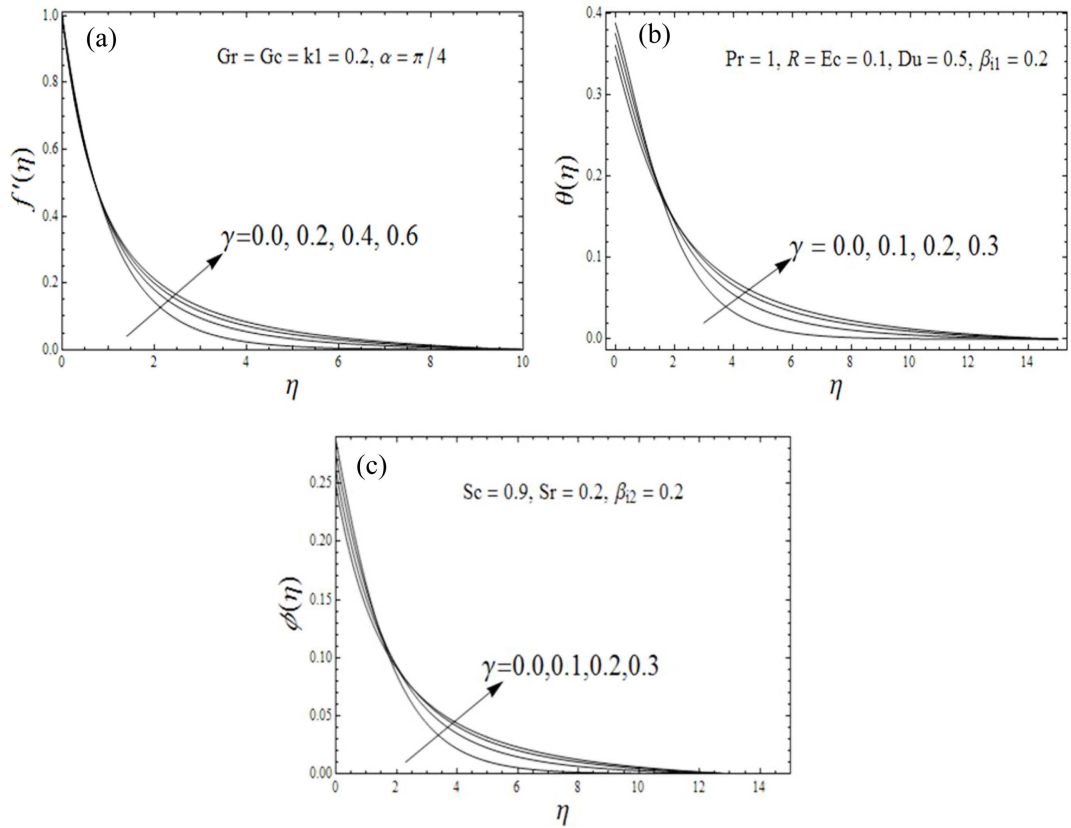 (a)
Gr = Gc = k1 = 0.2, α = π / 4
γ=0.0, 0.2, 0.4, 0.6
f '(η)
1.0
0.8
0.6
0.4
0.2
0.0
0 2 4 6 8 10
η
(b)
Pr = 1, R = Ec = 0.1, Du = 0.5, βi1 = 0.2
γ = 0.0, 0.1, 0.2, 0.3
θ(η)
0.4
0.3
0.2
0.1
0.0
0 2 4 6 8 10 12 14
η
(c)
Sc = 0.9, Sr = 0.2, βi2 = 0.2
γ=0.0,0.1,0.2,0.3
ϕ(η)
0.25
0.20
0.15
0.10
0.05
0.00
0 2 4 6 8 10 12 14
η